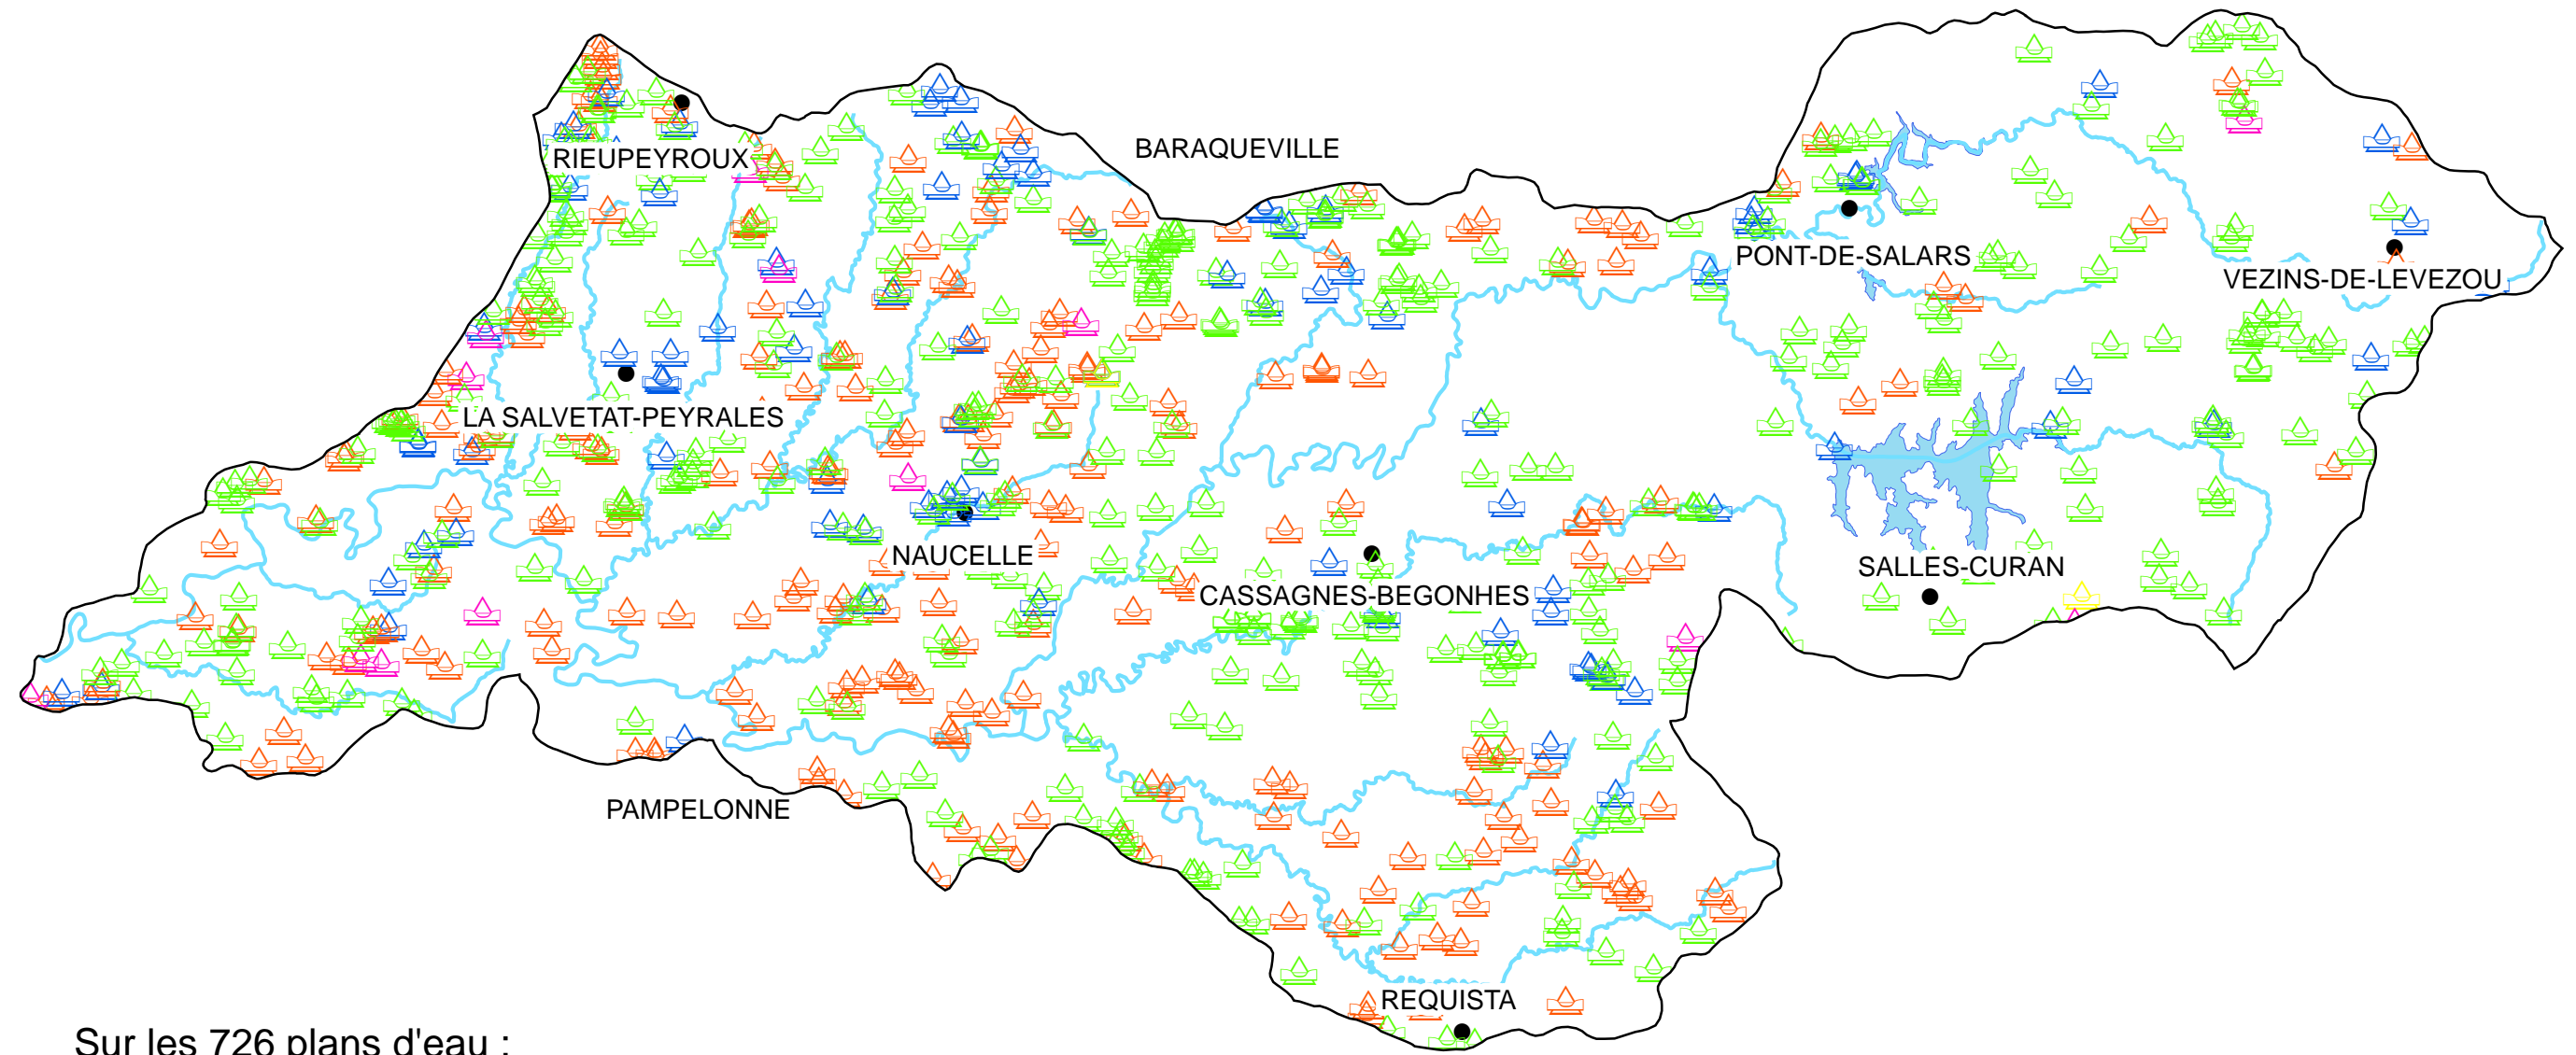 BARAQUEVILLE
RIEUPEYROUX
PONT-DE-SALARS
VEZINS-DE-LEVEZOU
LA SALVETAT-PEYRALES
NAUCELLE
SALLES-CURAN
CASSAGNES-BEGONHES
PAMPELONNE
REQUISTA
Sur les 726 plans d'eau :